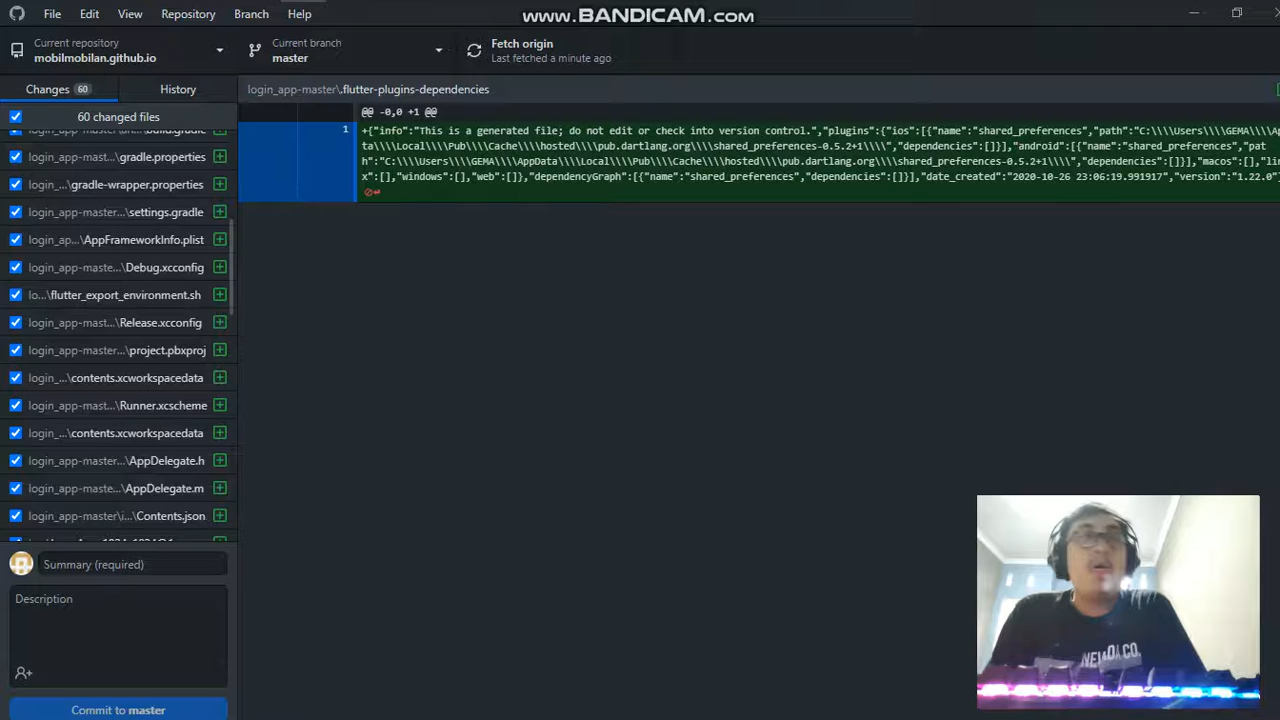 File Edit View Repository Branch Help
www.BANDICAM.com
Current repository
mobilmobilan.github.io
Current branch
master
Fetch origin
Last fetched a minute ago
Changes 60
History
login_app-master\.flutter-plugins-dependencies
60 changed files
@@ -0,0 +1 @@
1
+{"info":"This is a generated file; do not edit or check into version control.","plugins":{"ios":[{"name":"shared_preferences","path":"C:\\\\Users\\\\GEMA\\\\
ta\\\\Local\\\\Pub\\\\Cache\\\\hosted\\\\pub.dartlang.org\\\\shared_preferences-0.5.2+1\\\\","dependencies":[]}],"android":[{"name":"shared_preferences","pat
h":"C:\\\\Users\\\\GEMA\\\\AppData\\\\Local\\\\Pub\\\\Cache\\\\hosted\\\\pub.dartlang.org\\\\shared_preferences-0.5.2+1\\\\","dependencies":[]}],"macos":[],"
x":[],"windows":[],"web":[]},"dependencyGraph":[{"name":"shared_preferences","dependencies":[]}],"date_created":"2020-10-26 23:06:19.991917","version":"1.22.0"
login_app-mast...\gradle.properties
login_...\gradle-wrapper.properties
login_app-master...\settings.gradle
login_ap...\AppFrameworkInfo.plist
login_app-maste...\Debug.xcconfig
lo...\flutter_export_environment.sh
login_app-mast...\Release.xcconfig
login_app-mast...\project.pbxproj
login_...\contents.xcworkspacedata
login_app-mast...\Runner.xcscheme
login_...\contents.xcworkspacedata
login_app-master...\AppDelegate.h
login_app-maste...\AppDelegate.m
login_app-master\i...\Contents.json
Summary (required)
Description
Commit to master